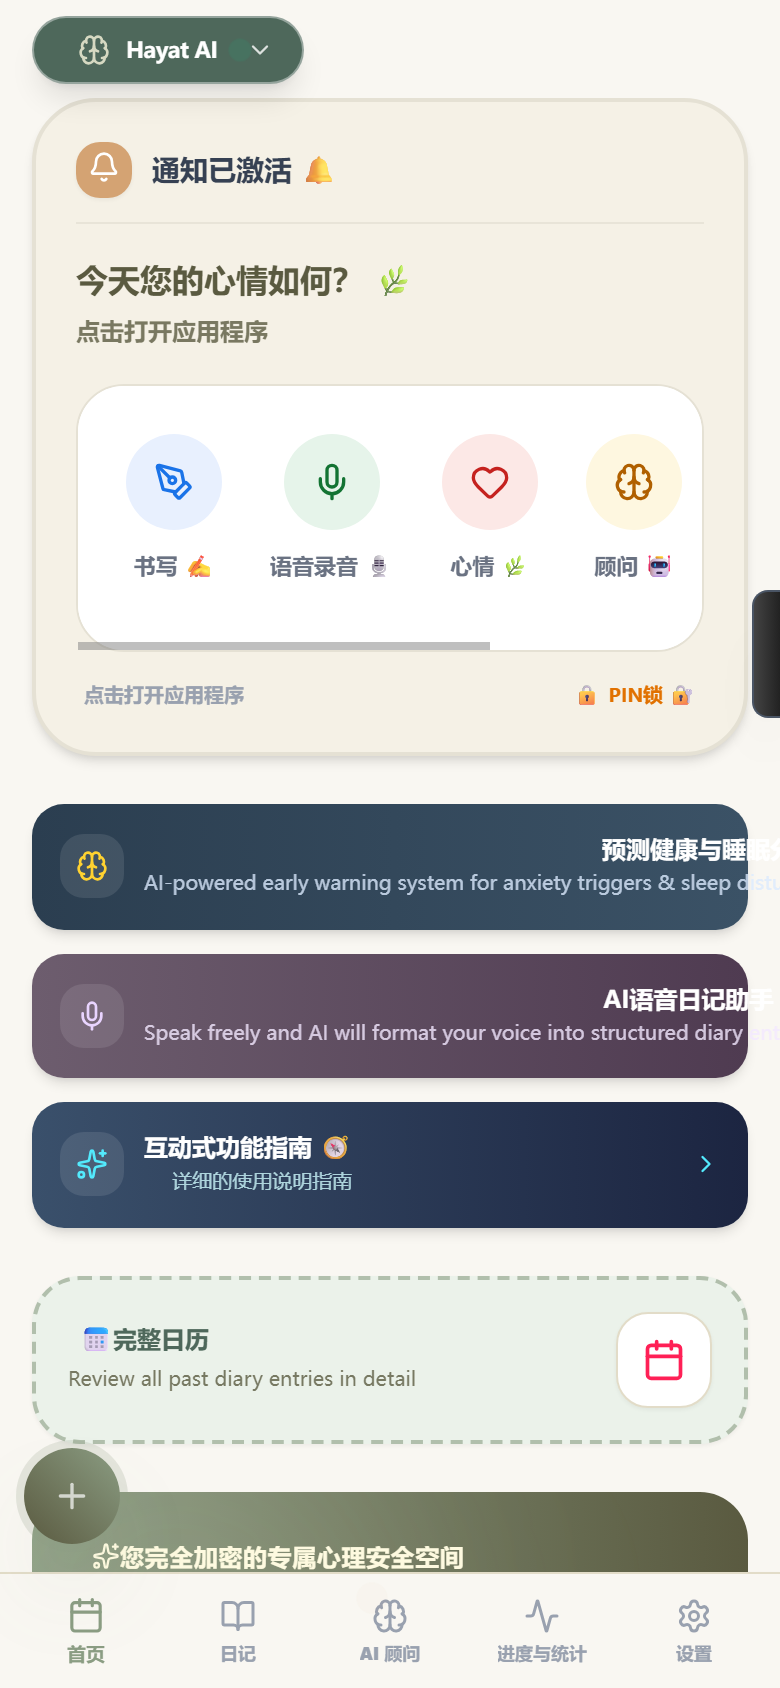 Hayat AI
通知已激活 🔔
今天您的心情如何? 🌿
点击打开应用程序
书写 ✍️
语音录音 🎙️
心情 🌿
顾问 🤖
点击打开应用程序
🔒 PIN锁 🔐
预测健康与睡眠
AI-powered early warning system for anxiety triggers & sleep
AI语音日记助手
Speak freely and AI will format your voice into structured diary
互动式功能指南 🧭
详细的使用说明指南
📅完整日历
Review all past diary entries in detail
✨您完全加密的专属心理安全空间
首页
日记
AI 顾问
进度与统计
设置